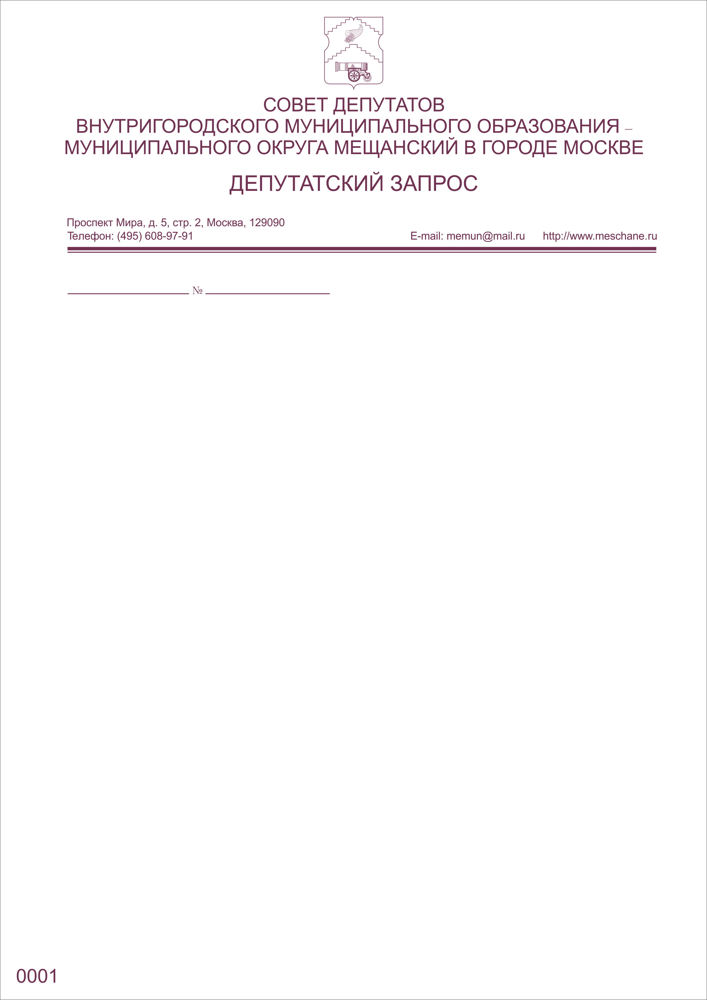 СОВЕТ ДЕПУТАТОВ
ВНУТРИГОРОДСКОГО МУНИЦИПАЛЬНОГО ОБРАЗОВАНИЯ –
МУНИЦИПАЛЬНОГО ОКРУГА МЕЩАНСКИЙ В ГОРОДЕ МОСКВЕ
ДЕПУТАТСКИЙ ЗАПРОС
Проспект Мира, д. 5, стр. 2, Москва, 129090
Телефон: (495) 608-97-91 E-mail: memun@mail.ru http://www.meschane.ru
№
0001